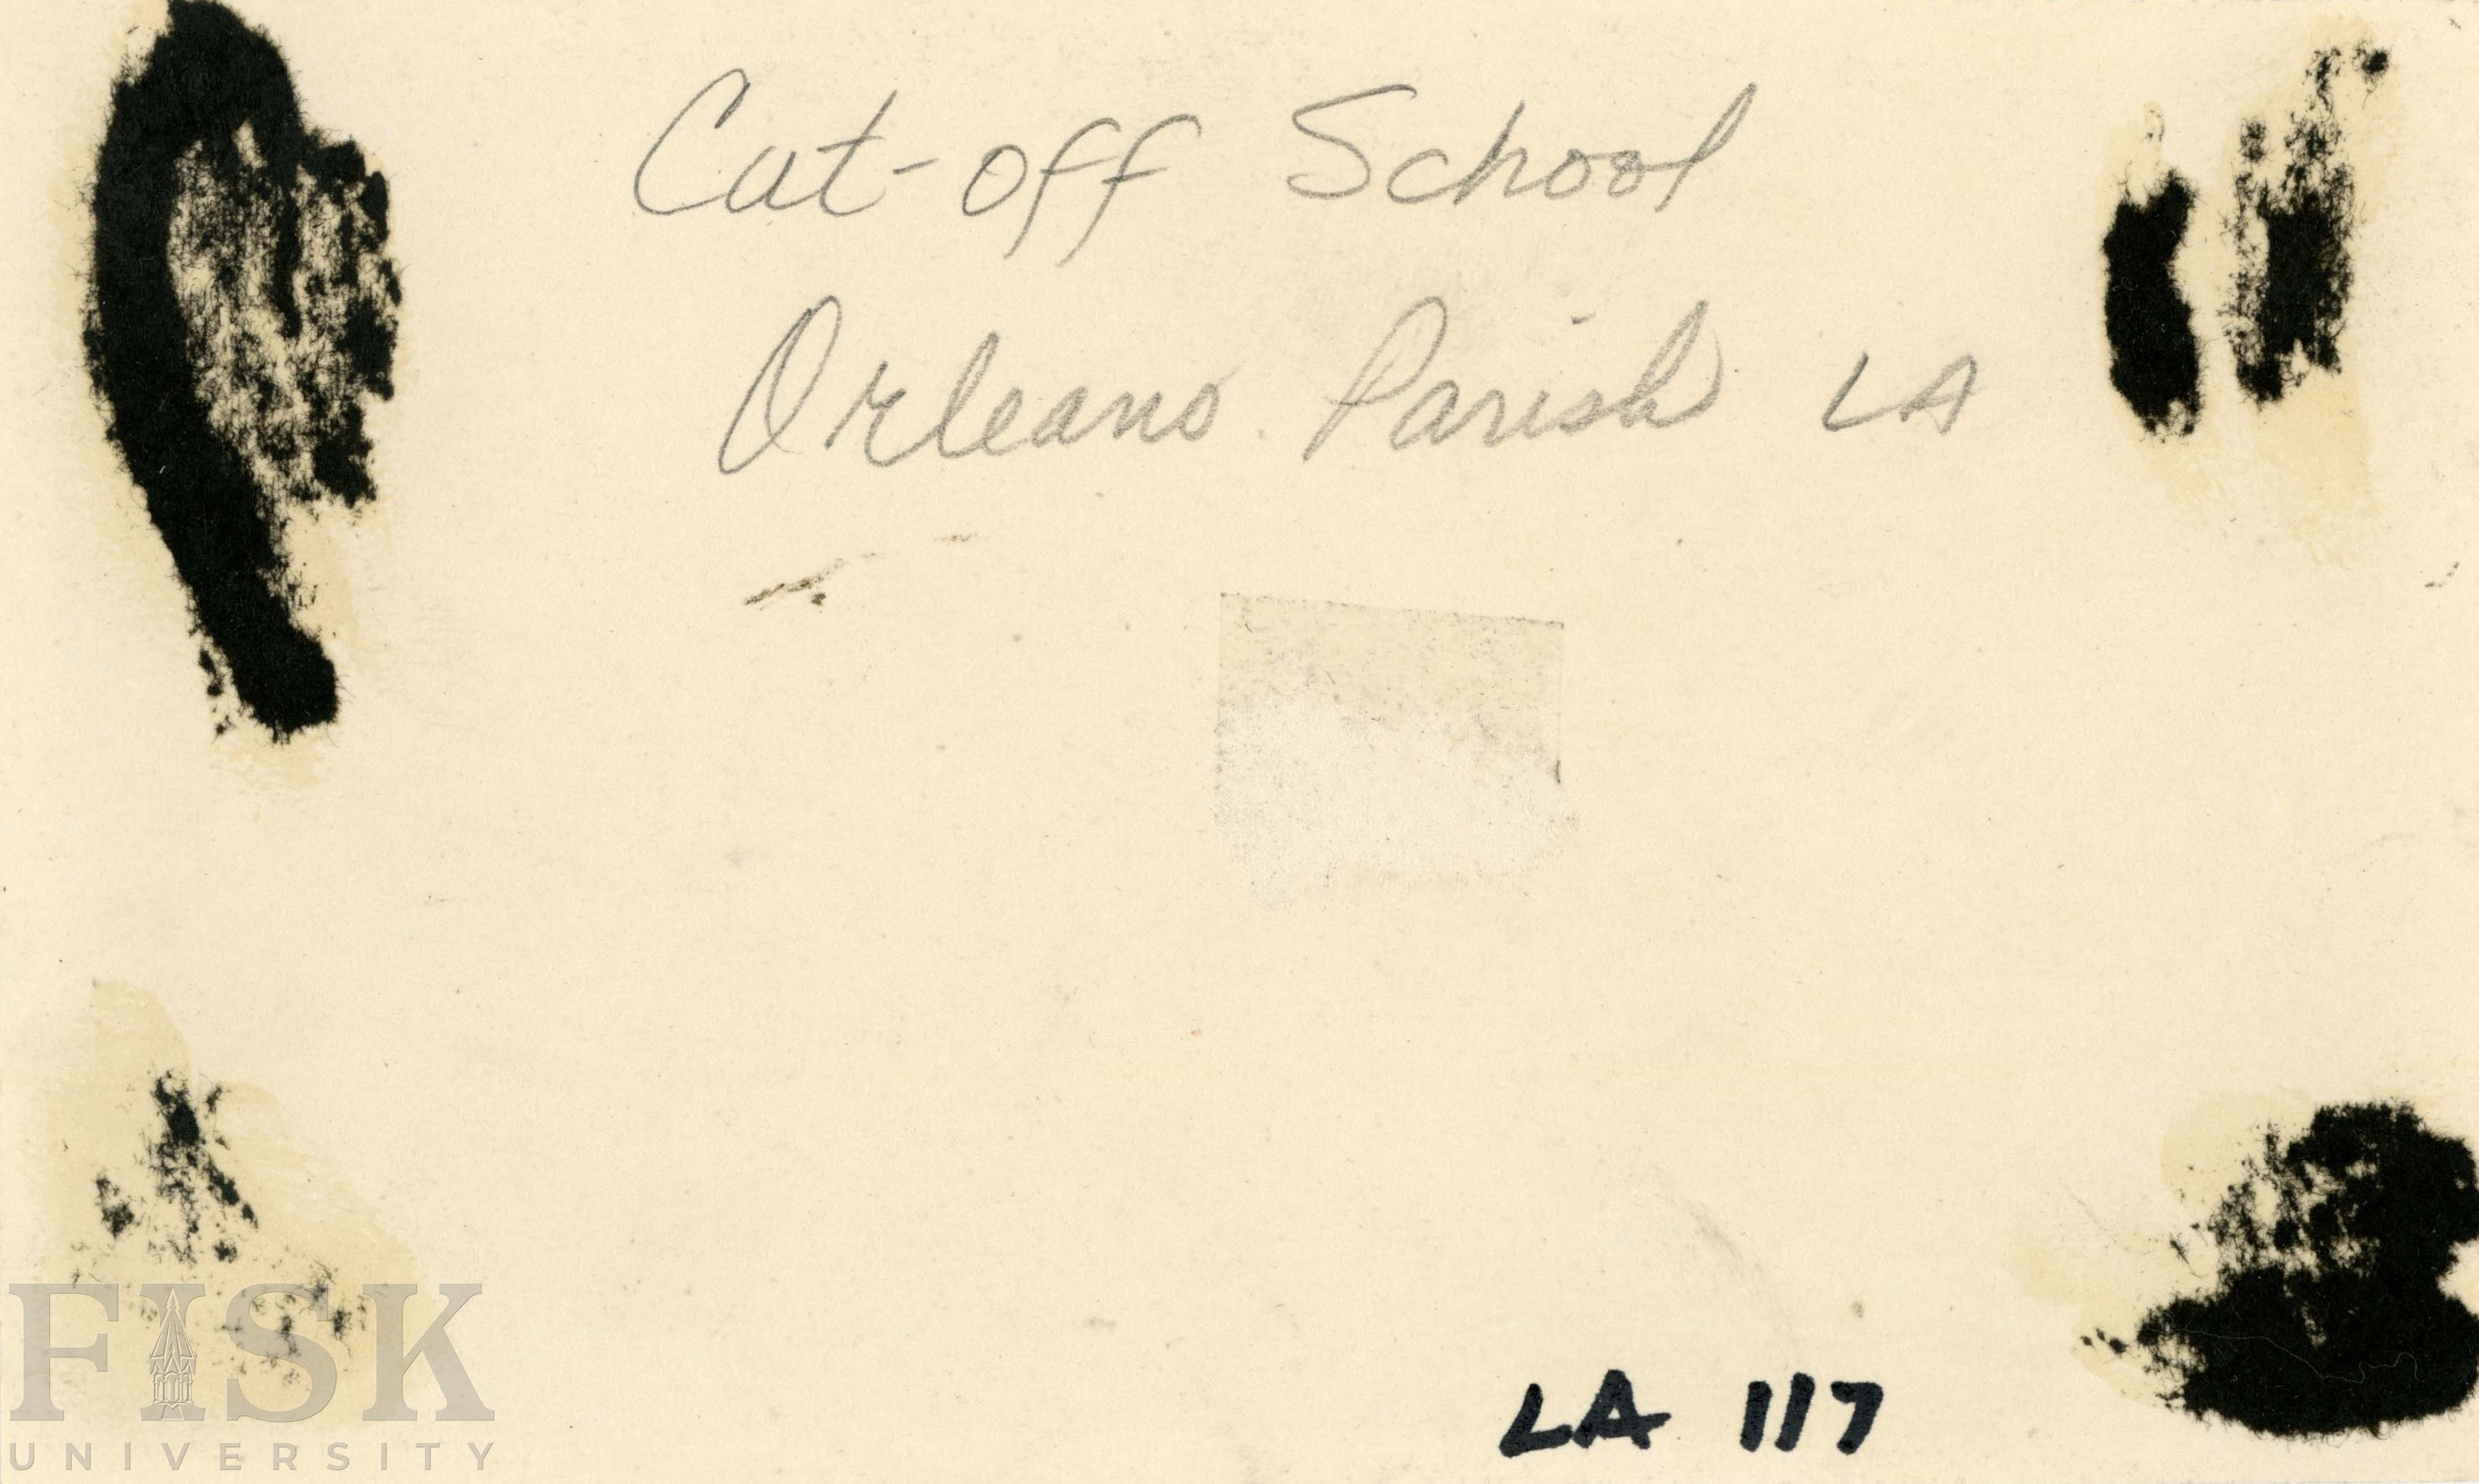 Cut-off School
Orleans Parish LA
LA 117
FISK
UNIVERSITY